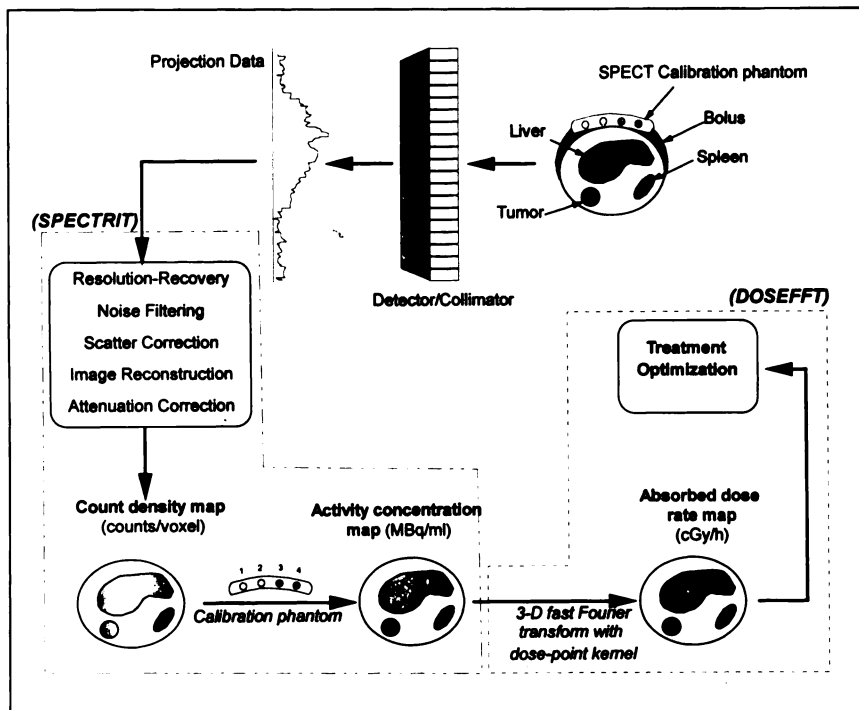 Projection Data
SPECT Calibration phantom
Bolus
Liver
Spleen
Tumor
Detector/Collimator
(SPECTRIT)
Resolution-Recovery
Noise Filtering
Scatter Correction
Image Reconstruction
Attenuation Correction
(DOSEFFT)
Treatment
Optimization
Count density map
(counts/voxel)
1 2 3 4
Calibration phantom
Activity concentration
map (MBq/ml)
3-D fast Fourier
transform with
dose-point kernel
Absorbed dose
rate map
(cGy/h)